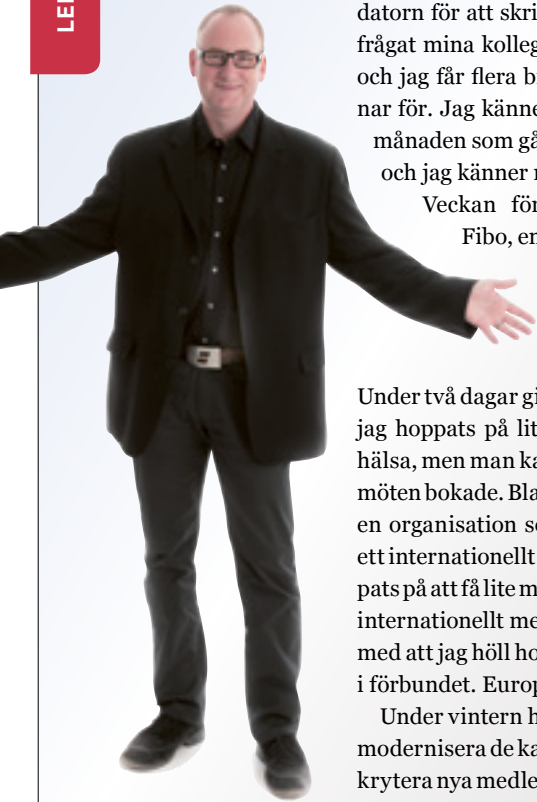 LE
datorn för att skri
frågat mina kolleg
och jag får flera b
nar för. Jag känne
månaden som gå
och jag känner
Veckan för
Fibo, en
Under två dagar gi
jag hoppats på lit
hälsa, men man ka
möten bokade. Bla
en organisation s
ett internationellt
pats på att få lite m
internationellt me
med att jag höll ho
i förbundet. Europ
Under vintern h
modernisera de ka
krytera nya medle